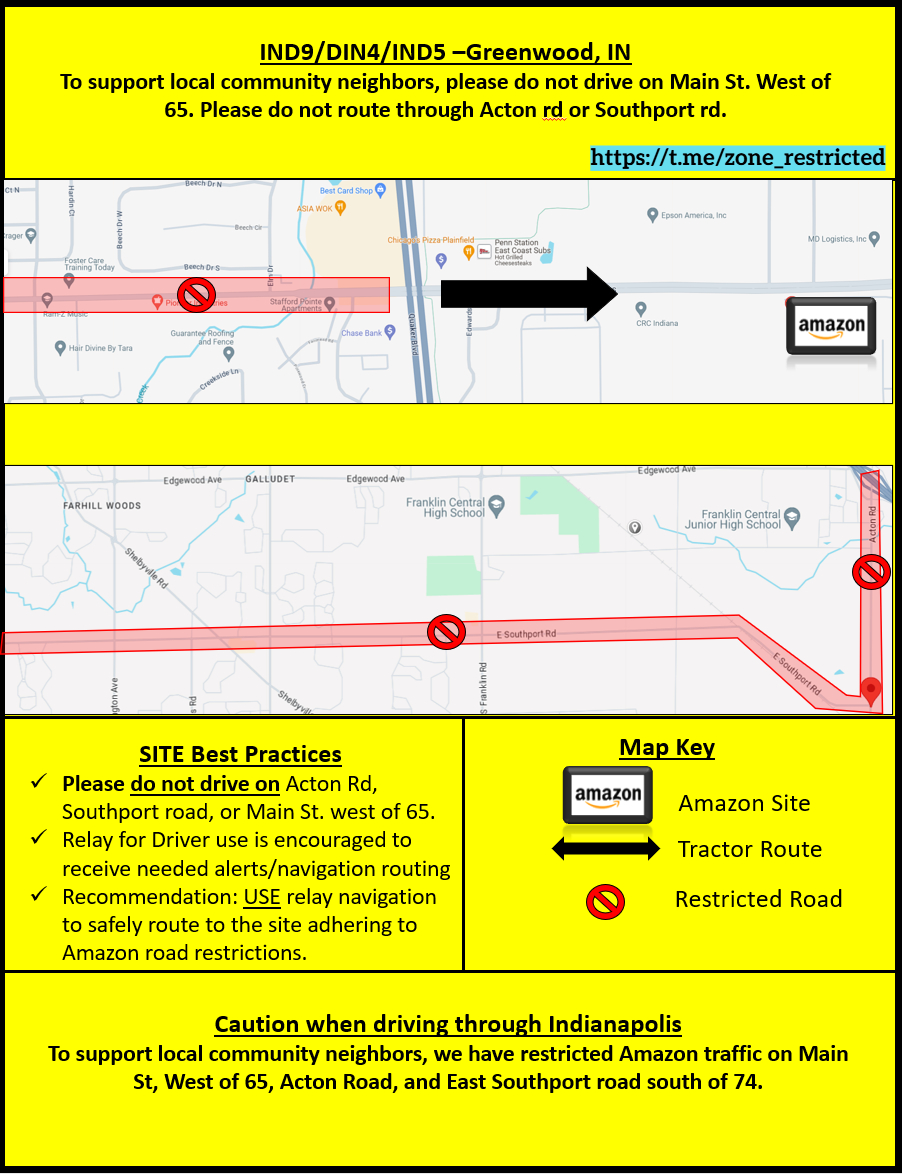 IND9/DIN4/IND5 –Greenwood, IN
To support local community neighbors, please do not drive on Main St. West of
65. Please do not route through Acton rd or Southport rd.
https://t.me/zone_restricted
Ct N
Hardin Ct
Beech Dr N
Best Card Shop
ASIA WOK
Beech Dr W
Beech Cir
Epson America, Inc
MD Logistics, Inc
Chicago's Pizza Plainfield
Penn Station
East Coast Subs
Hot Grilled
Cheesesteaks
Foster Care
Training Today
Beech Dr S
Elm Dr
Ram-Z Music
Stafford Pointe
Apartments
CRC Indiana
amazon
Guarantee Roofing
and Fence
Chase Bank
Quaker Blvd
Edwards
Hair Divine By Tara
Creekside Ln
Creek
Edgewood Ave
GALLUDET
Edgewood Ave
Edgewood Ave
FARHILL WOODS
Franklin Central
High School
Franklin Central
Junior High School
Acton Rd
Shelbyville Rd
E Southport Rd
E Southport Rd
ngton Ave
s Rd
Shelbyvill
S Franklin Rd
SITE Best Practices
✓ Please do not drive on Acton Rd,
Southport road, or Main St. west of 65.
✓ Relay for Driver use is encouraged to
receive needed alerts/navigation routing
✓ Recommendation: USE relay navigation
to safely route to the site adhering to
Amazon road restrictions.
Map Key
amazon
Amazon Site
Tractor Route
Restricted Road
Caution when driving through Indianapolis
To support local community neighbors, we have restricted Amazon traffic on Main
St, West of 65, Acton Road, and East Southport road south of 74.